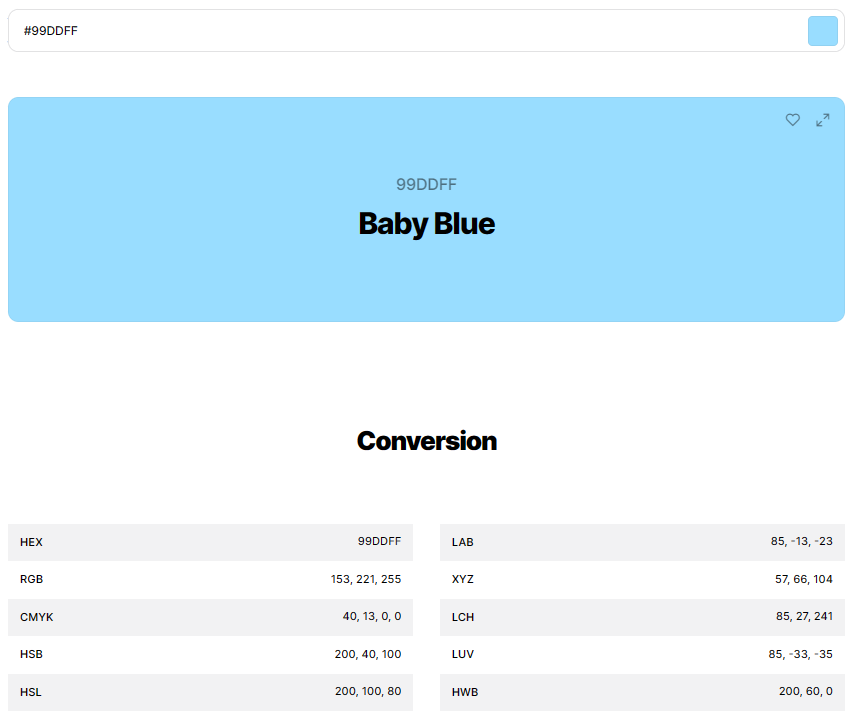 #99DDFF
99DDFF
Baby Blue
Conversion
HEX 99DDFF
RGB 153, 221, 255
CMYK 40, 13, 0, 0
HSB 200, 40, 100
HSL 200, 100, 80
LAB 85, -13, -23
XYZ 57, 66, 104
LCH 85, 27, 241
LUV 85, -33, -35
HWB 200, 60, 0